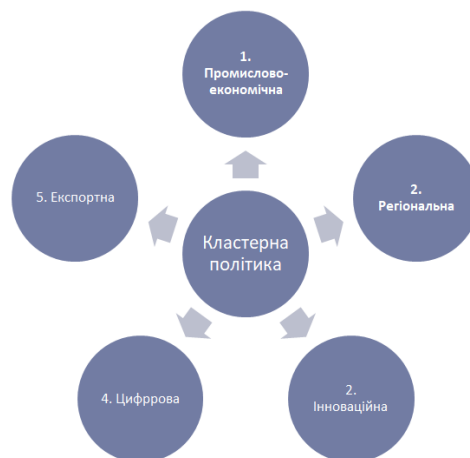 1.
Промислово-
економічна
2.
Регіональна
5. Експортна
Кластерна
політика
4. Цифррова
2.
Інноваційна